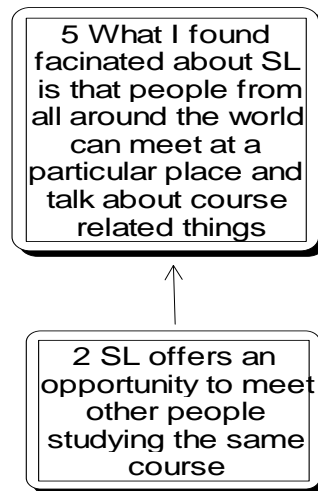 5 What I found
facinated about SL
is that people from
all around the world
can meet at a
particular place and
talk about course
related things
2 SL offers an
opportunity to meet
other people
studying the same
course